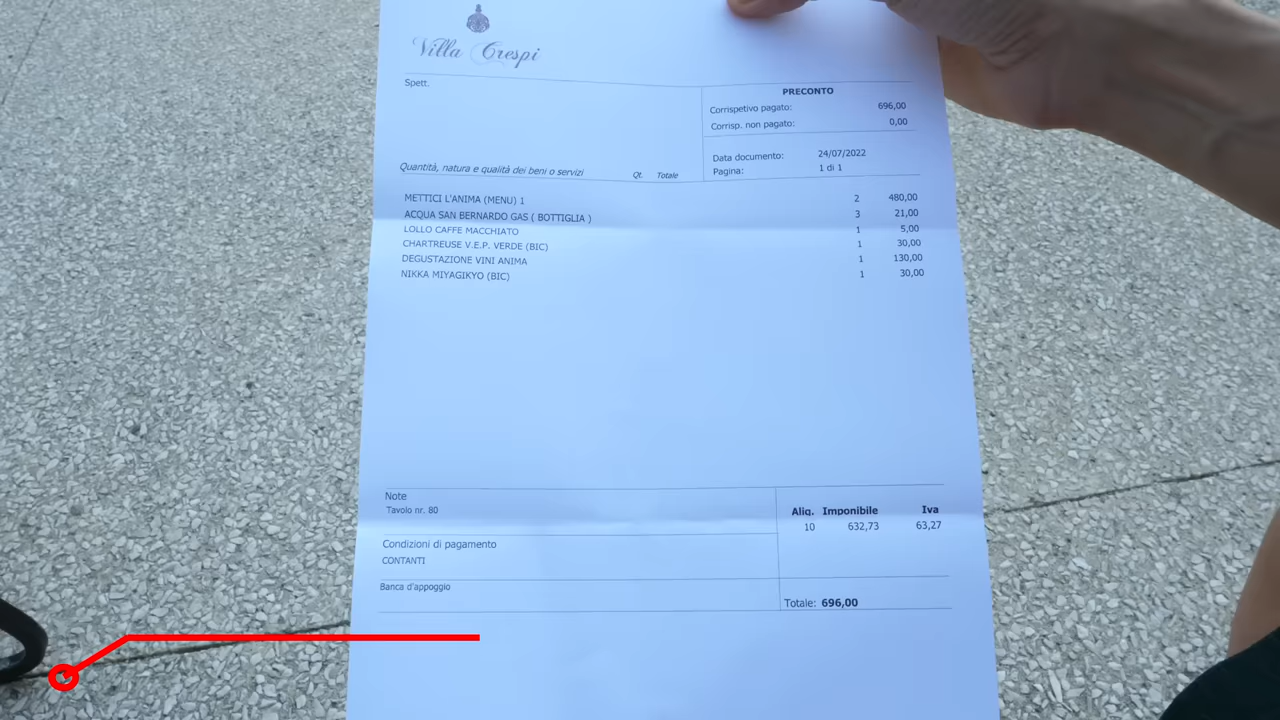 Villa Crespi
Spett.
PRECONTO
Corrispetivo pagato: 696,00
Corrisp. non pagato: 0,00
Data documento: 24/07/2022
Pagina: 1 di 1
Quantità, natura e qualità dei beni o servizi Qt. Totale
METTICI L'ANIMA (MENU) 1 2 480,00
ACQUA SAN BERNARDO GAS ( BOTTIGLIA ) 3 21,00
LOLLO CAFFE MACCHIATO 1 5,00
CHARTREUSE V.E.P. VERDE (BIC) 1 30,00
DEGUSTAZIONE VINI ANIMA 1 130,00
NIKKA MIYAGIKYO (BIC) 1 30,00
Note
Tavolo nr. 80
Aliq. Imponibile Iva
10 632,73 63,27
Condizioni di pagamento
CONTANTI
Banca d'appoggio
Totale: 696,00